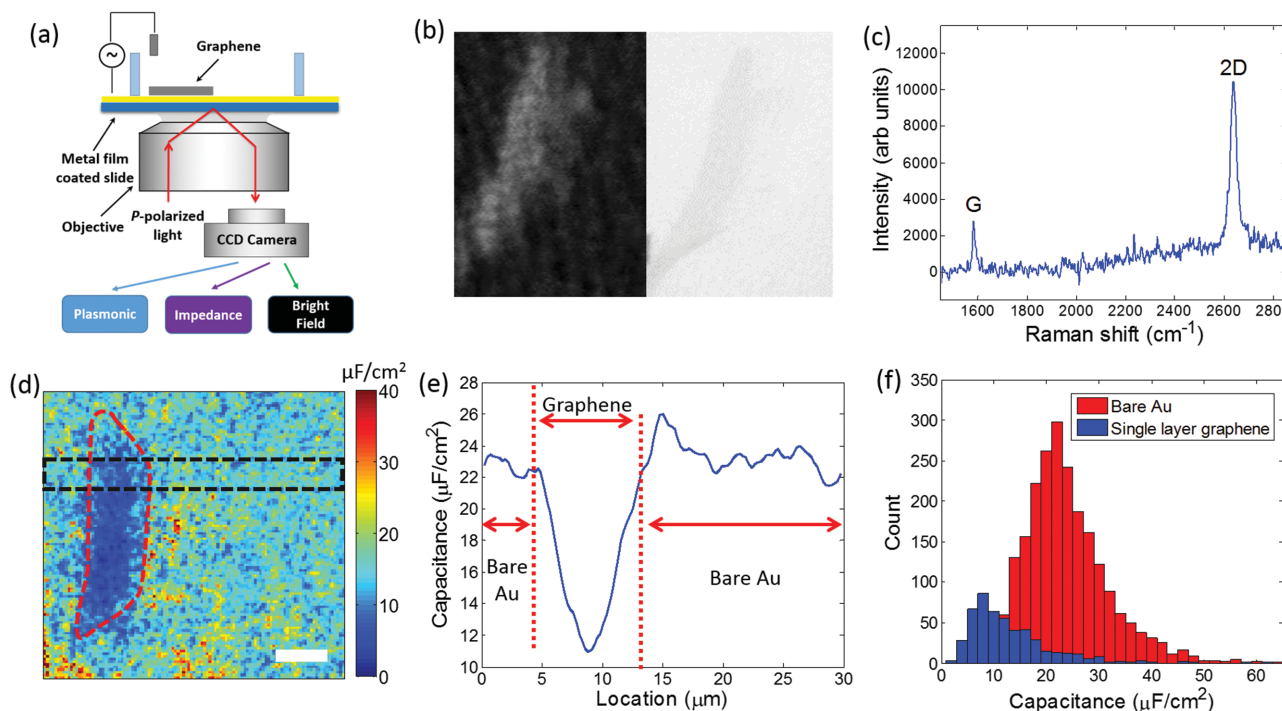 (a)
~
Graphene
Metal film
coated slide
Objective
P-polarized
light
CCD Camera
Plasmonic
Impedance
Bright
Field
(b)
(c)
12000
10000
8000
6000
4000
2000
0
Intensity (arb units)
G
2D
1600 1800 2000 2200 2400 2600 280
Raman shift (cm⁻¹)
(d)
μF/cm²
40
30
20
10
0
(e)
28
26
24
22
20
18
16
14
12
10
Capacitance (μF/cm²)
Graphene
Bare
Au
Bare Au
0 5 10 15 20 25 30
Location (μm)
(f)
350
300
250
200
150
100
50
0
Count
Bare Au
Single layer graphene
0 10 20 30 40 50 60
Capacitance (μF/cm²)